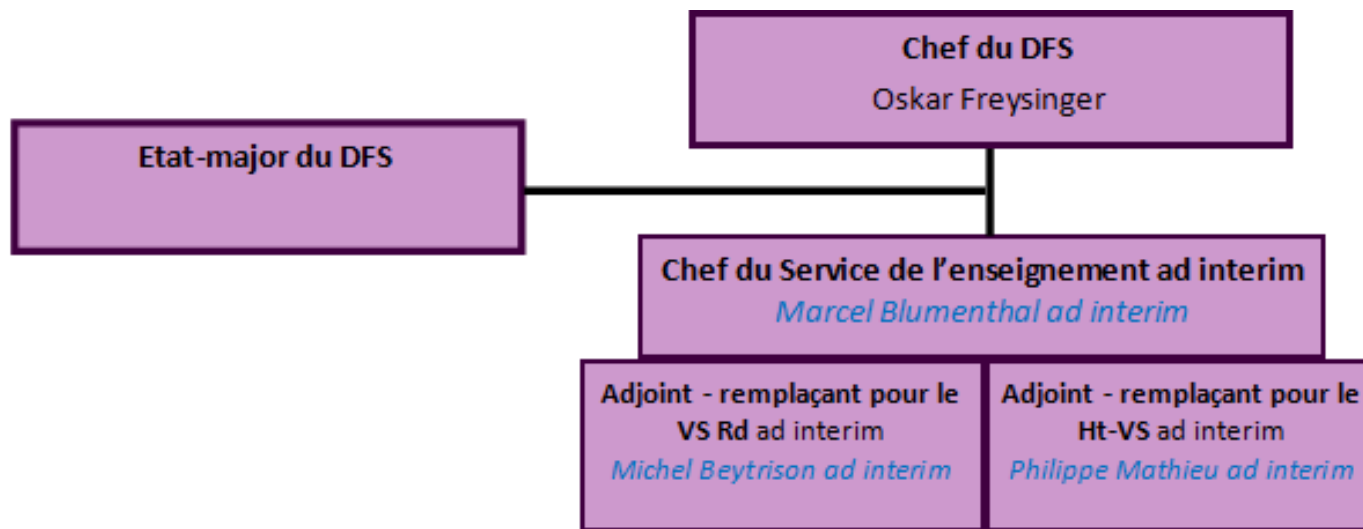 Chef du DFS
Oskar Freysinger
Etat-major du DFS
Chef du Service de l’enseignement ad interim
Marcel Blumenthal ad interim
Adjoint - remplaçant pour le
VS Rd ad interim
Michel Beytrison ad interim
Adjoint - remplaçant pour le
Ht-VS ad interim
Philippe Mathieu ad interim